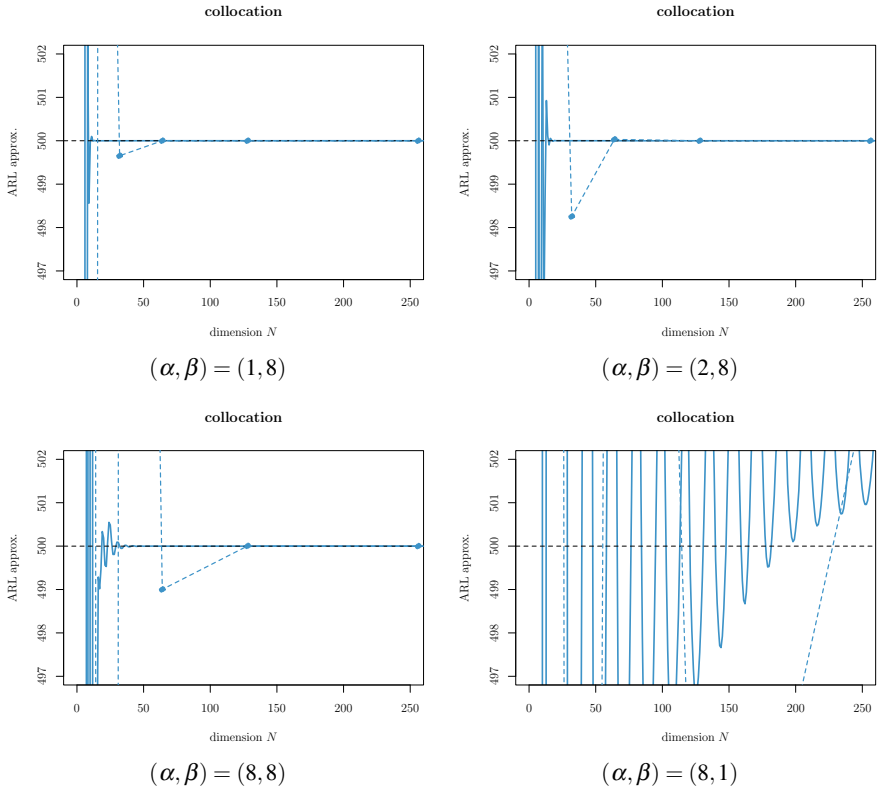 collocation
ARL approx.
502
501
500
499
498
497
0 50 100 150 200 250
dimension N
(α, β) = (1, 8)
collocation
ARL approx.
502
501
500
499
498
497
0 50 100 150 200 250
dimension N
(α, β) = (2, 8)
collocation
ARL approx.
502
501
500
499
498
497
0 50 100 150 200 250
dimension N
(α, β) = (8, 8)
collocation
ARL approx.
502
501
500
499
498
497
0 50 100 150 200 250
dimension N
(α, β) = (8, 1)